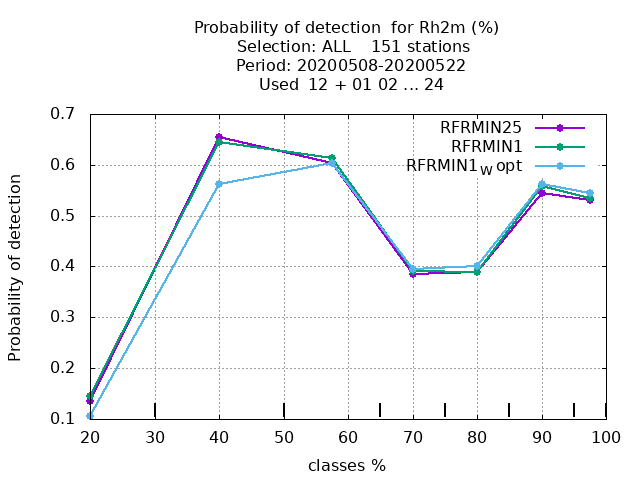 Probability of detection  for Rh2m (%)
Selection: ALL    151 stations
Period: 20200508-20200522
Used  12 + 01 02 ... 24
RFRMIN25
RFRMIN1
RFRMIN1W opt
Probability of detection
0.7
0.6
0.5
0.4
0.3
0.2
0.1
20 30 40 50 60 70 80 90 100
classes %